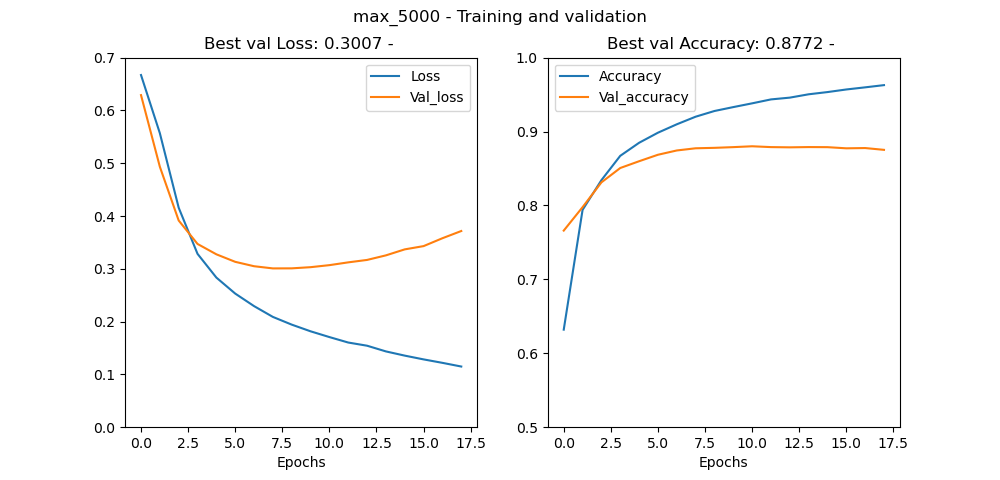 max_5000 - Training and validation
Best val Loss: 0.3007 -
0.7
0.6
0.5
0.4
0.3
0.2
0.1
0.0
Loss
Val_loss
0.0 2.5 5.0 7.5 10.0 12.5 15.0 17.5
Epochs
Best val Accuracy: 0.8772 -
1.0
0.9
0.8
0.7
0.6
0.5
Accuracy
Val_accuracy
0.0 2.5 5.0 7.5 10.0 12.5 15.0 17.5
Epochs